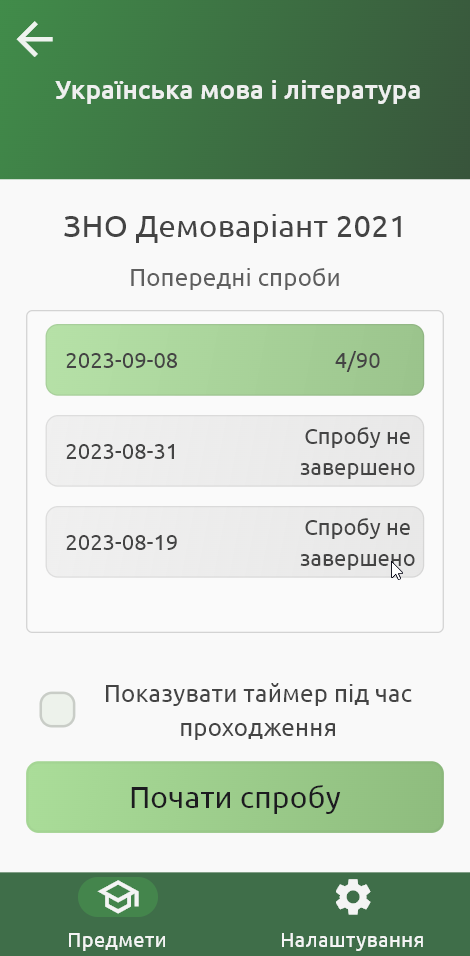 Українська мова і література
ЗНО Демоваріант 2021
Попередні спроби
2023-09-08 4/90
2023-08-31 Спробу не
завершено
2023-08-19 Спробу не
завершено
Показувати таймер під час
проходження
Почати спробу
Предмети Налаштування